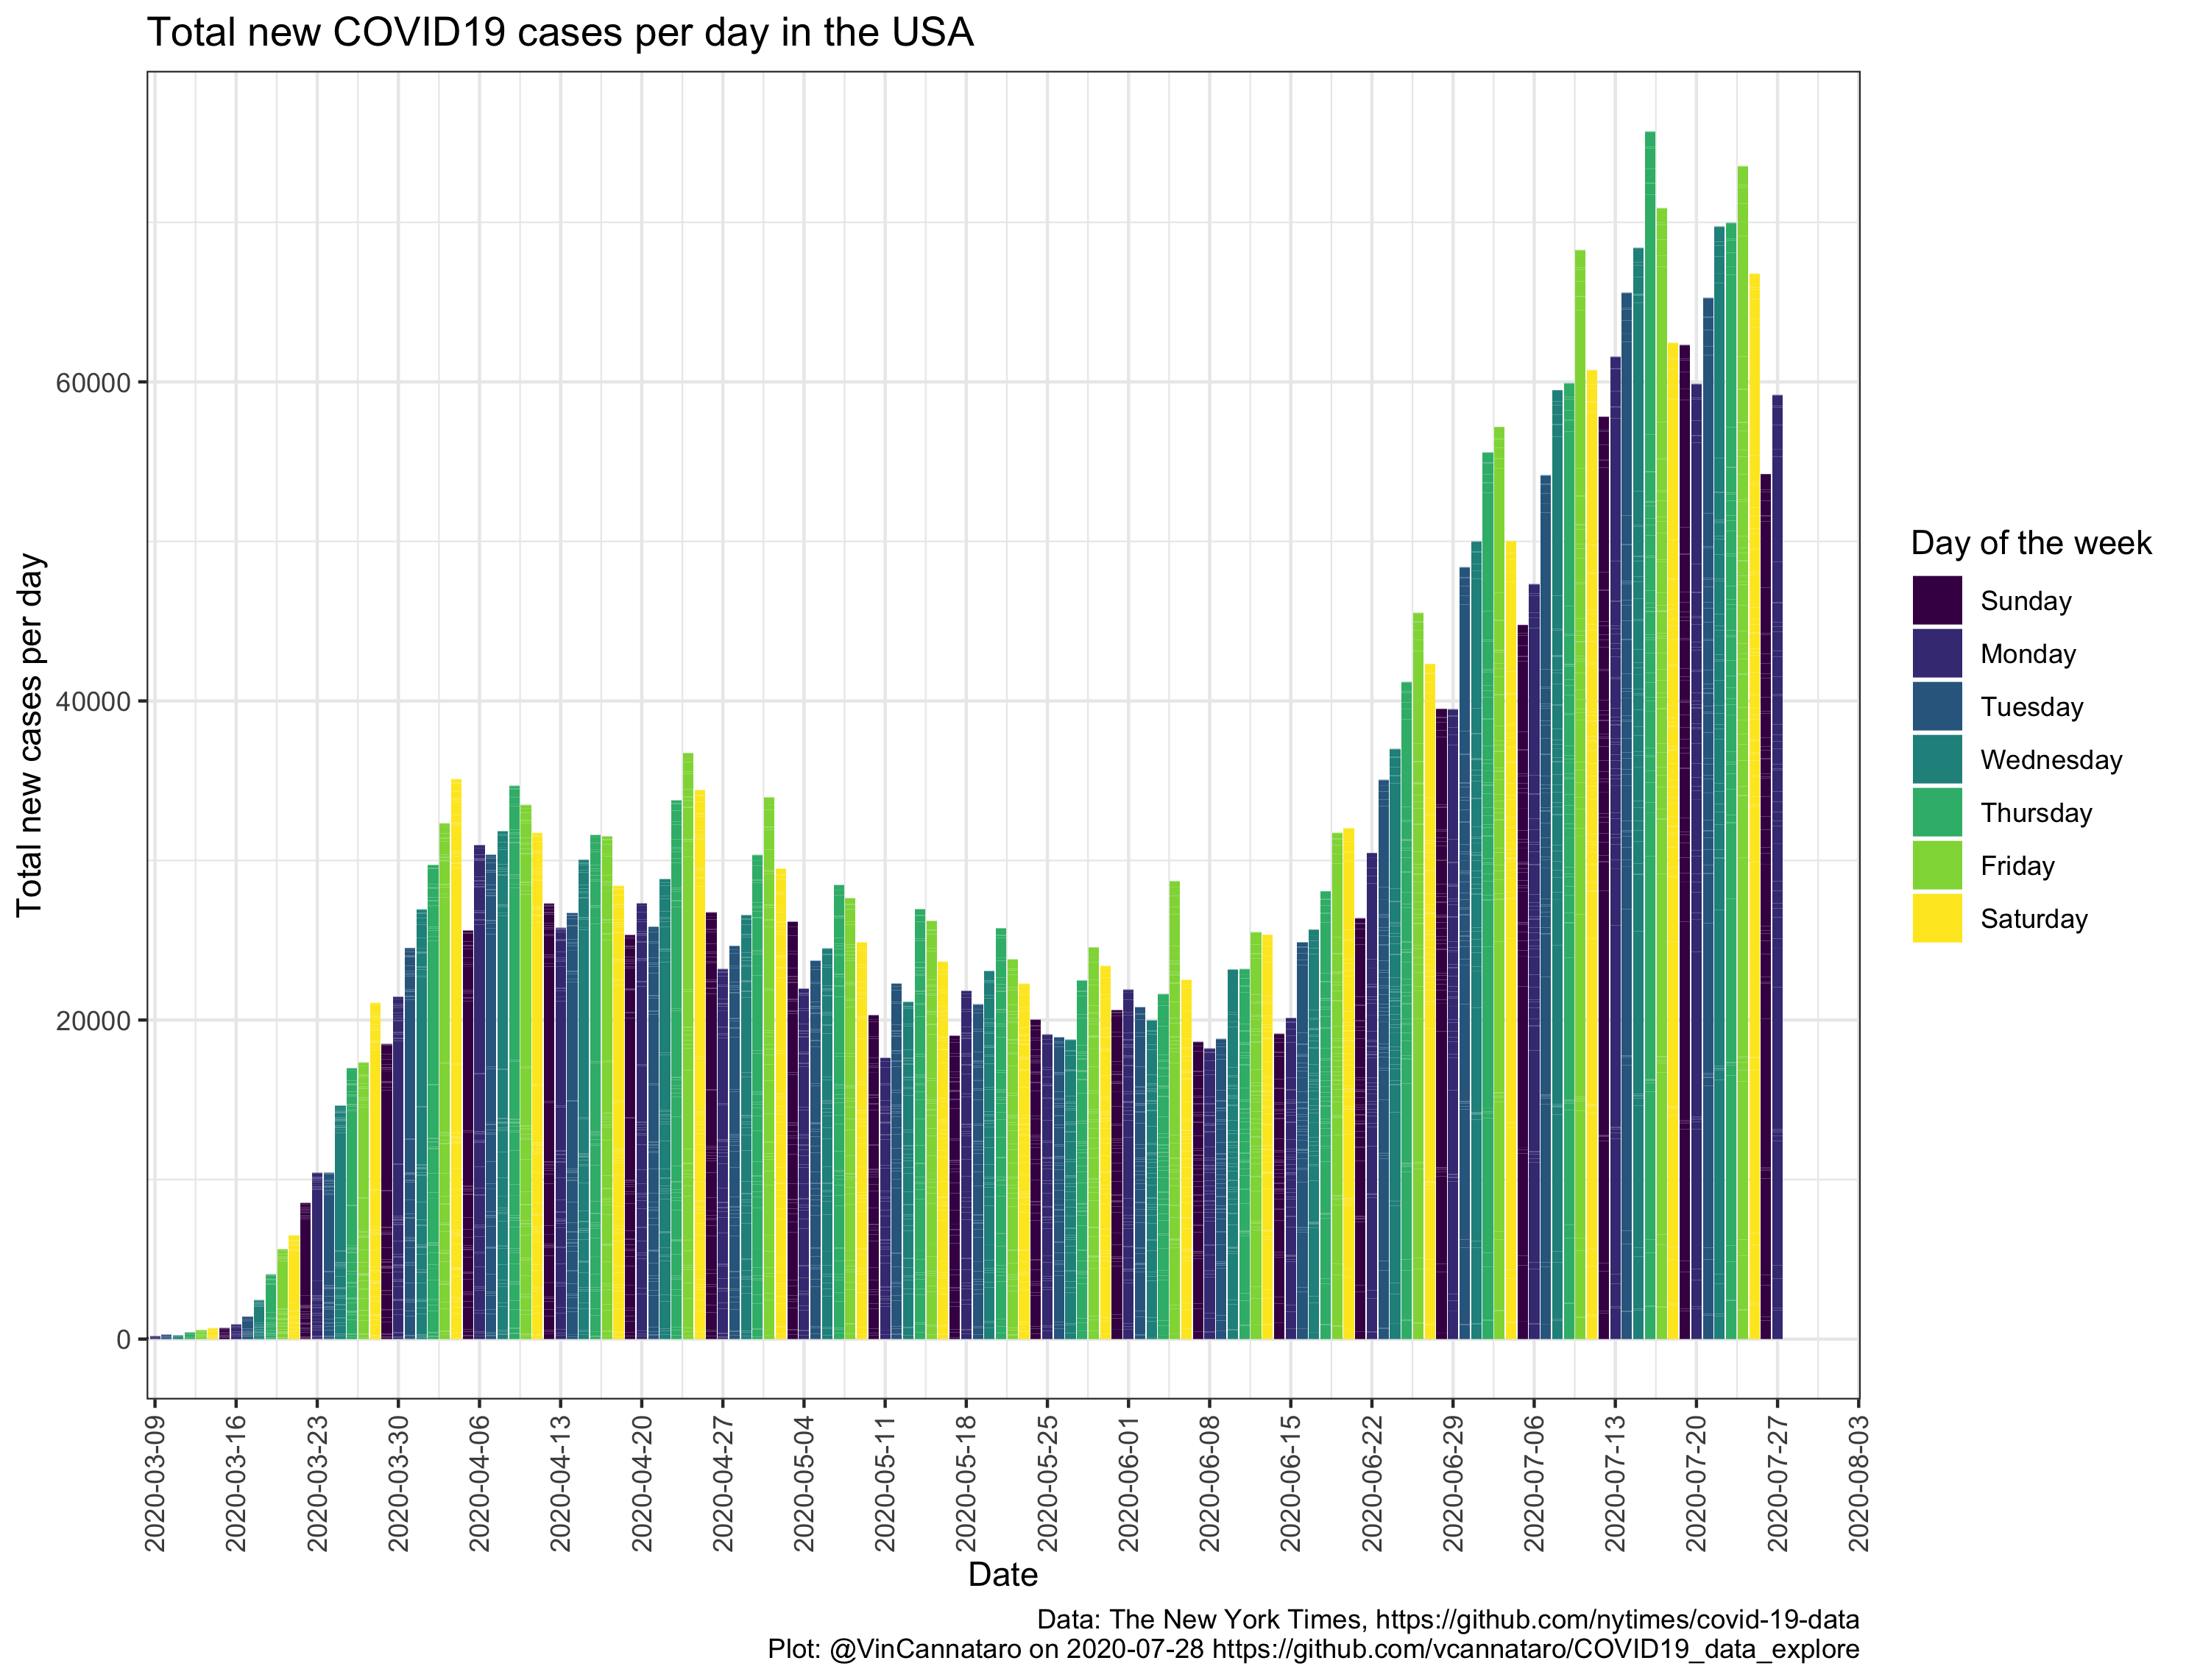 Total new COVID19 cases per day in the USA
Total new cases per day
60000
40000
20000
0
2020-03-09
2020-03-16
2020-03-23
2020-03-30
2020-04-06
2020-04-13
2020-04-20
2020-04-27
2020-05-04
2020-05-11
2020-05-18
2020-05-25
2020-06-01
2020-06-08
2020-06-15
2020-06-22
2020-06-29
2020-07-06
2020-07-13
2020-07-20
2020-07-27
2020-08-03
Date
Day of the week
Sunday
Monday
Tuesday
Wednesday
Thursday
Friday
Saturday
Data: The New York Times, https://github.com/nytimes/covid-19-data
Plot: @VinCannataro on 2020-07-28 https://github.com/vcannataro/COVID19_data_explore